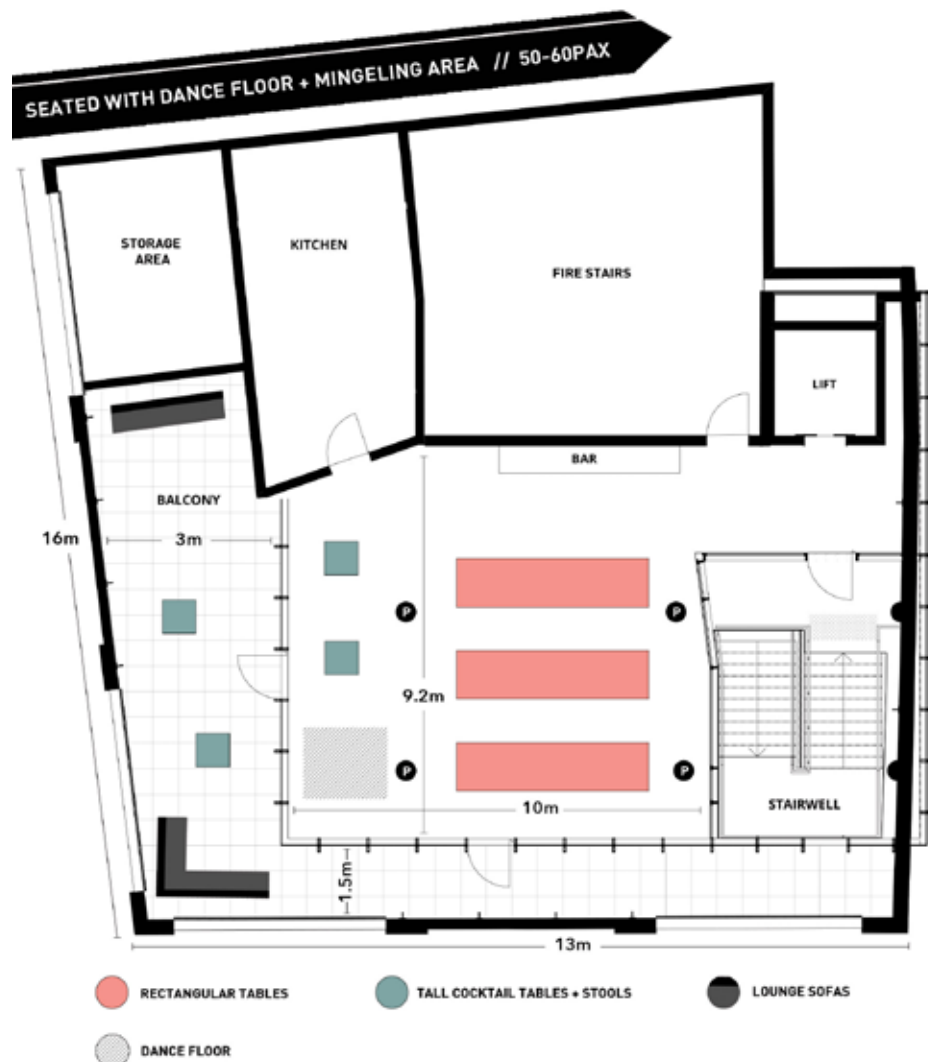 SEATED WITH DANCE FLOOR + MINGELING AREA // 50-60PAX
STORAGE
AREA
KITCHEN
FIRE STAIRS
LIFT
BAR
BALCONY
16m
3m
P
P
9.2m
P
P
10m
STAIRWELL
1.5m
13m
RECTANGULAR TABLES
TALL COCKTAIL TABLES + STOOLS
LOUNGE SOFAS
DANCE FLOOR